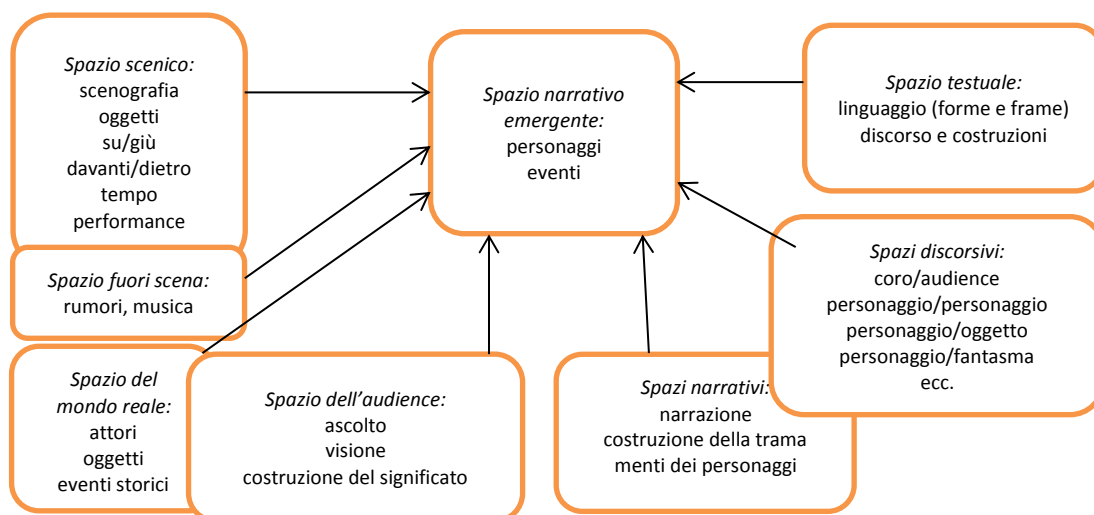 Spazio scenico:
scenografia
oggetti
su/giù
davanti/dietro
tempo
performance
Spazio fuori scena:
rumori, musica
Spazio del
mondo reale:
attori
oggetti
eventi storici
Spazio narrativo
emergente:
personaggi
eventi
Spazio dell’audience:
ascolto
visione
costruzione del significato
Spazi narrativi:
narrazione
costruzione della trama
menti dei personaggi
Spazio testuale:
linguaggio (forme e frame)
discorso e costruzioni
Spazi discorsivi:
coro/audience
personaggio/personaggio
personaggio/oggetto
personaggio/fantasma
ecc.